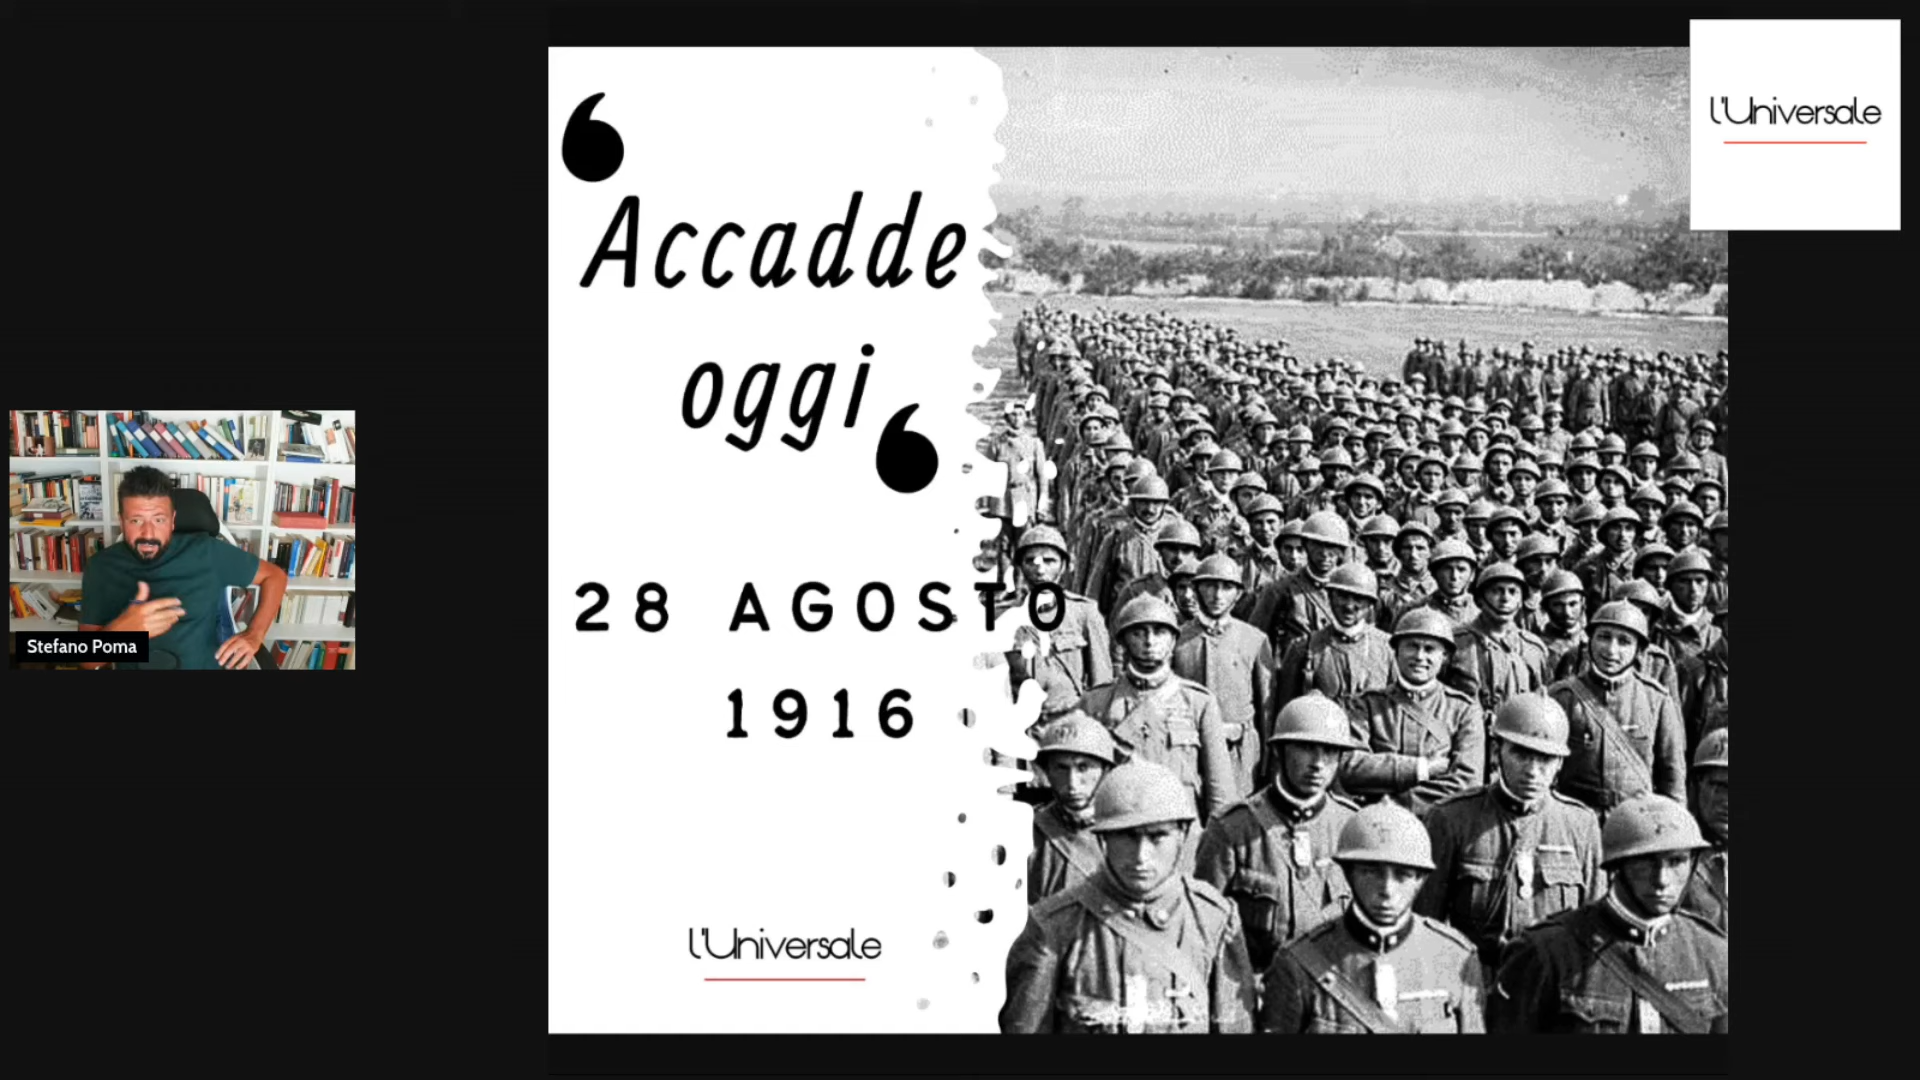 Accadde
oggi
28 AGOSTO
1916
l'Universale
l'Universale
Stefano Poma